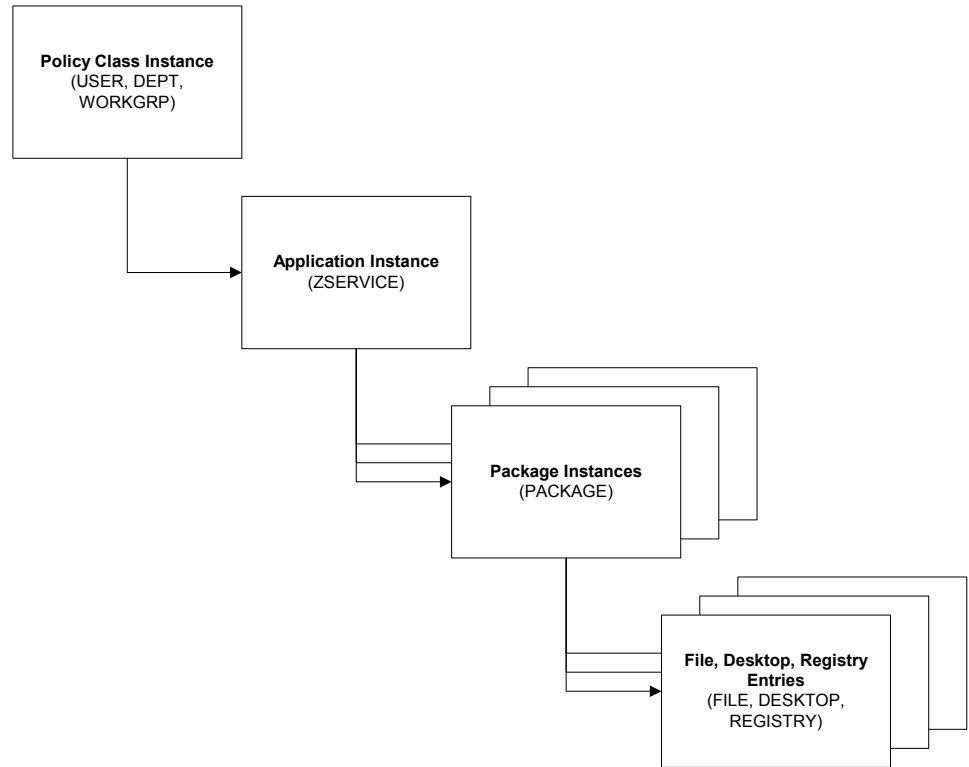 Policy Class Instance
(USER, DEPT,
WORKGRP)
Application Instance
(ZSERVICE)
Package Instances
(PACKAGE)
File, Desktop, Registry
Entries
(FILE, DESKTOP,
REGISTRY)